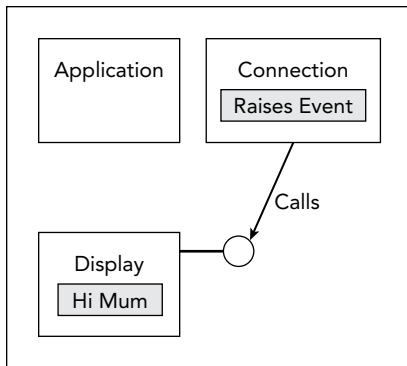 Application
Connection
Raises Event
Calls
Display
Hi Mum